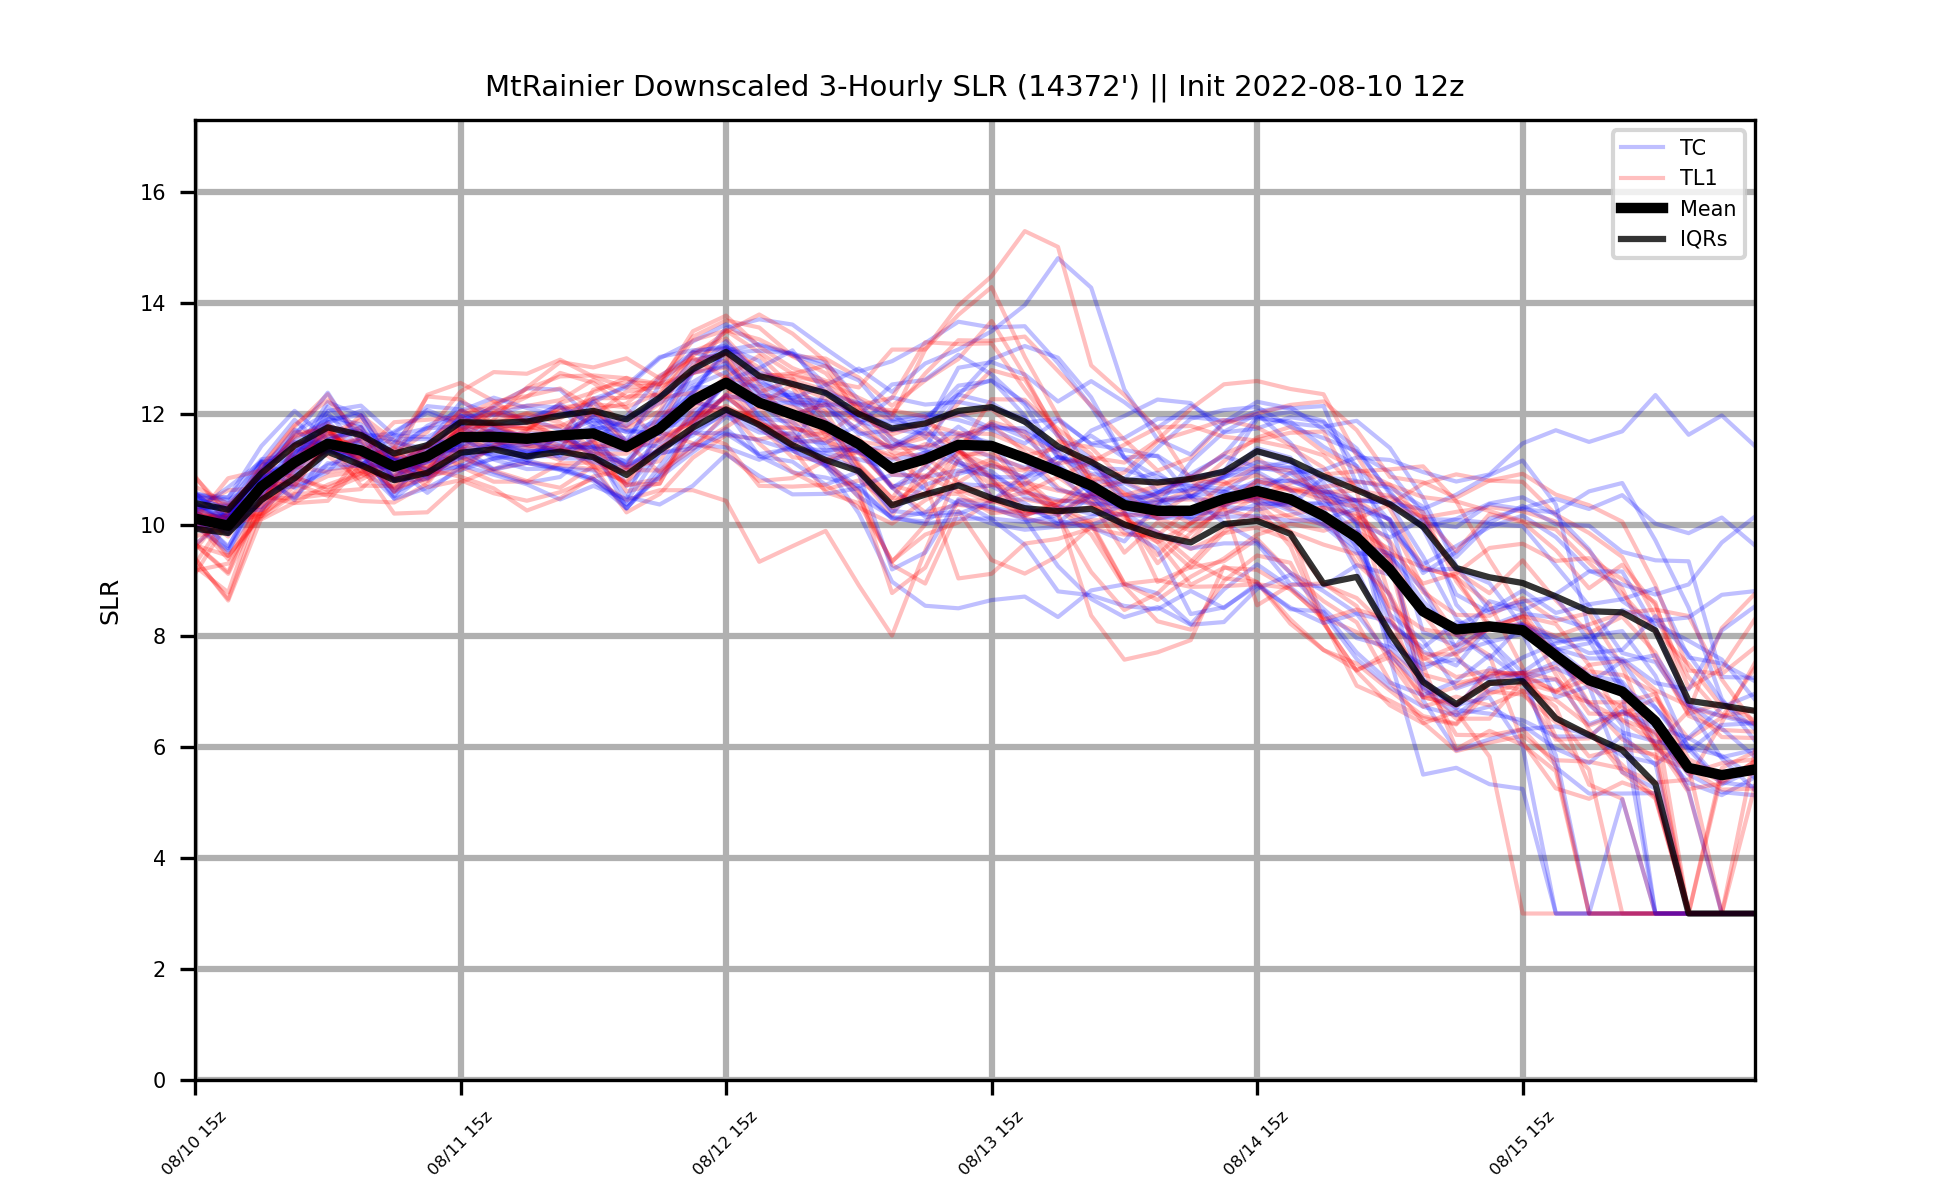 MtRainier Downscaled 3-Hourly SLR (14372') || Init 2022-08-10 12z
TC
TL1
Mean
IQRs
SLR
16
14
12
10
8
6
4
2
0
08/10 15z
08/11 15z
08/12 15z
08/13 15z
08/14 15z
08/15 15z